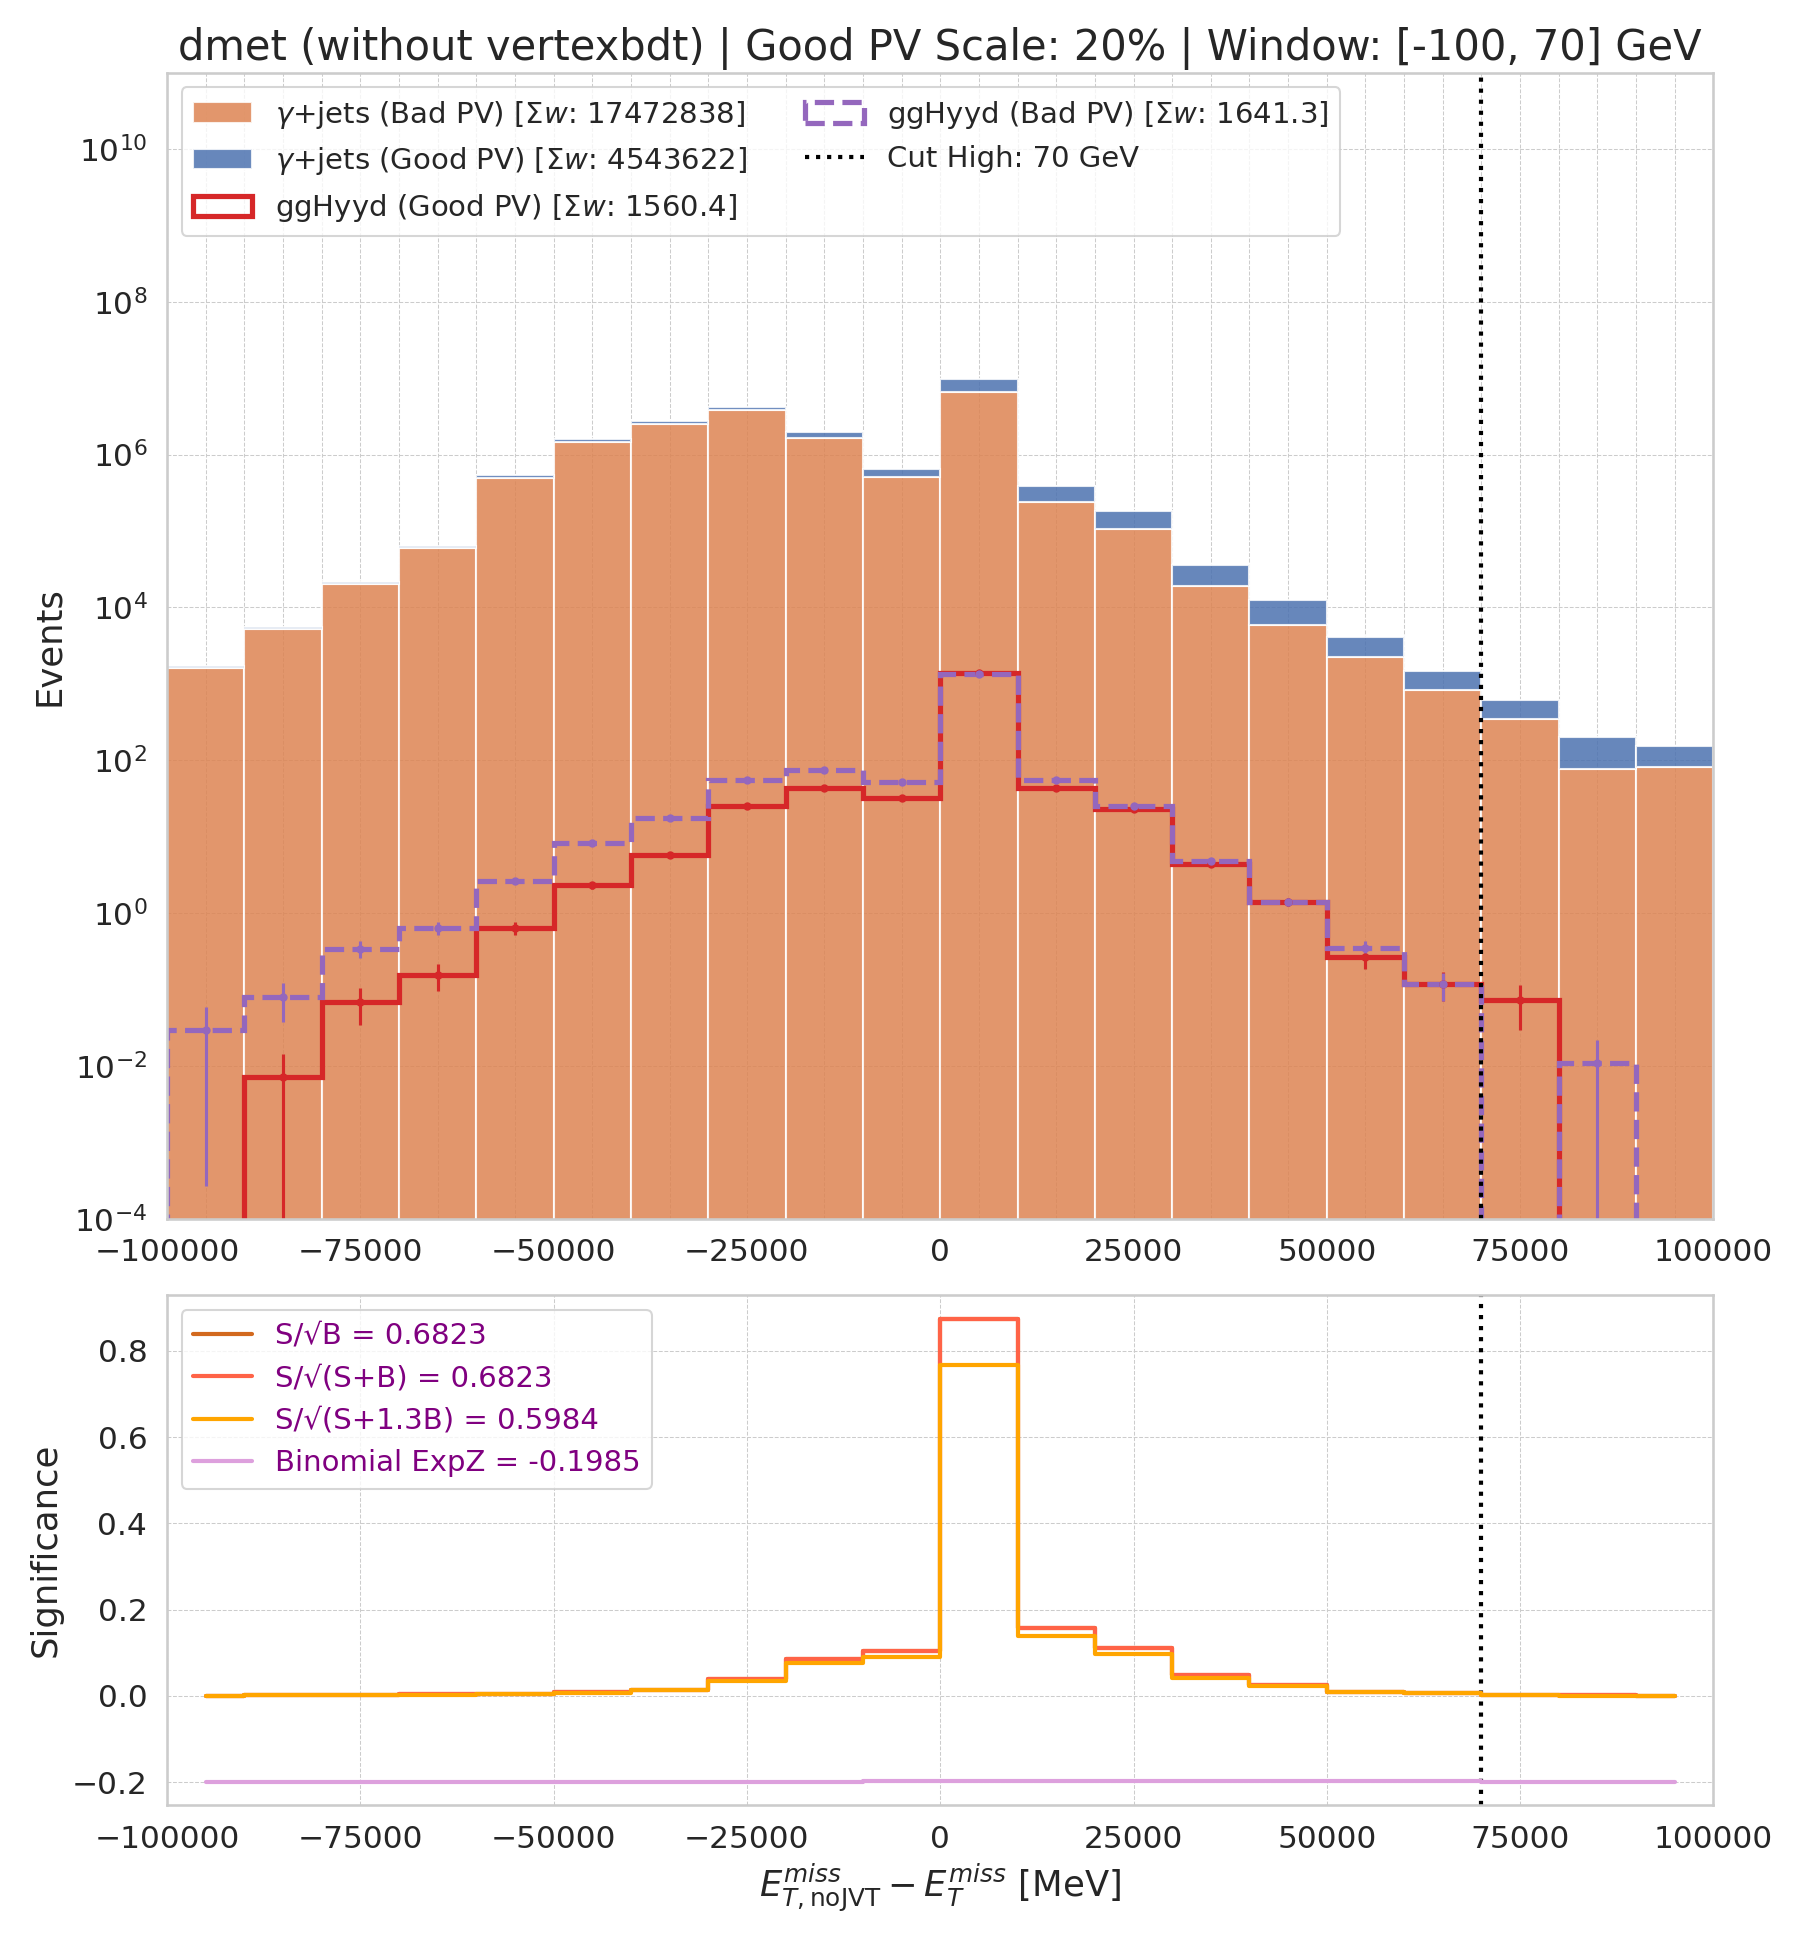 dmet (without vertexbdt) | Good PV Scale: 20% | Window: [-100, 70] GeV
γ+jets (Bad PV) [Σw: 17472838]
γ+jets (Good PV) [Σw: 4543622]
ggHyyd (Good PV) [Σw: 1560.4]
ggHyyd (Bad PV) [Σw: 1641.3]
Cut High: 70 GeV
10^10
10^8
10^6
10^4
10^2
10^0
10^−2
10^−4
Events
−100000 −75000 −50000 −25000 0 25000 50000 75000 100000
S/√B = 0.6823
S/√(S+B) = 0.6823
S/√(S+1.3B) = 0.5984
Binomial ExpZ = -0.1985
0.8
0.6
0.4
0.2
0.0
−0.2
Significance
−100000 −75000 −50000 −25000 0 25000 50000 75000 100000
E_{T,noJVT}^{miss} − E_T^{miss} [MeV]